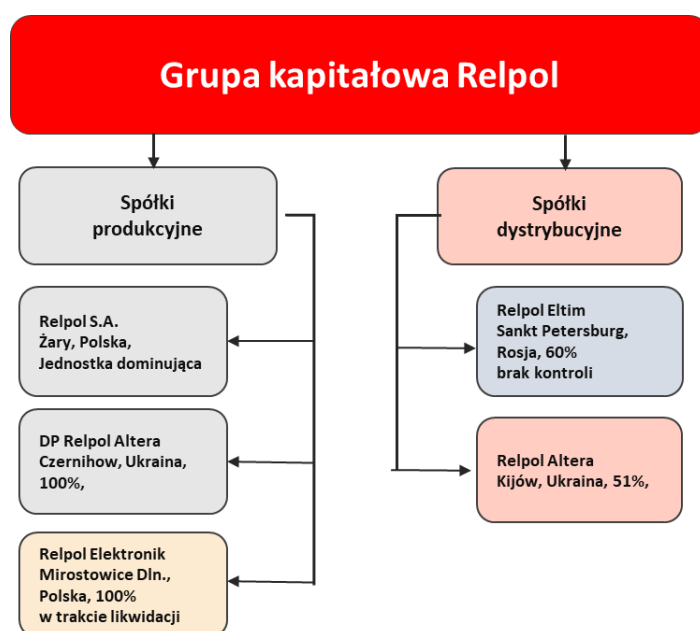 Grupa kapitałowa Relpol
Spółki
produkcyjne
Relpol S.A.
Żary, Polska,
Jednostka dominująca
DP Relpol Altera
Czernihow, Ukraina,
100%,
Relpol Elektronik
Mirostowice Dln.,
Polska, 100%
w trakcie likwidacji
Spółki
dystrybucyjne
Relpol Eltim
Sankt Petersburg,
Rosja, 60%
brak kontroli
Relpol Altera
Kijów, Ukraina, 51%,